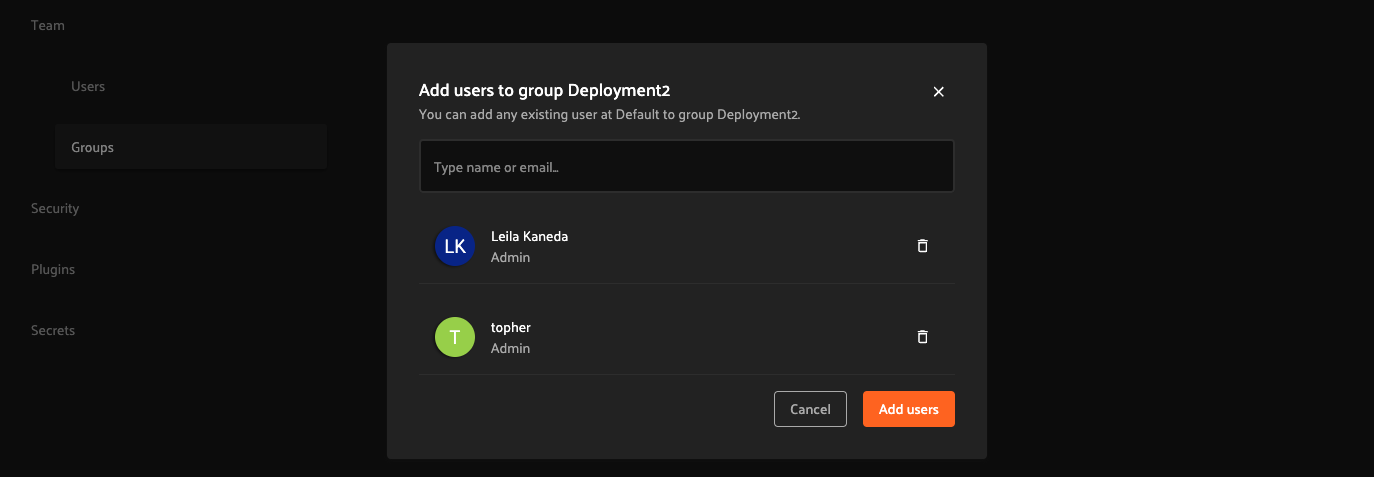 Team
Users
Groups
Security
Plugins
Secrets
Add users to group Deployment2
You can add any existing user at Default to group Deployment2.
Type name or email...
LK
Leila Kaneda
Admin
T
topher
Admin
Cancel
Add users